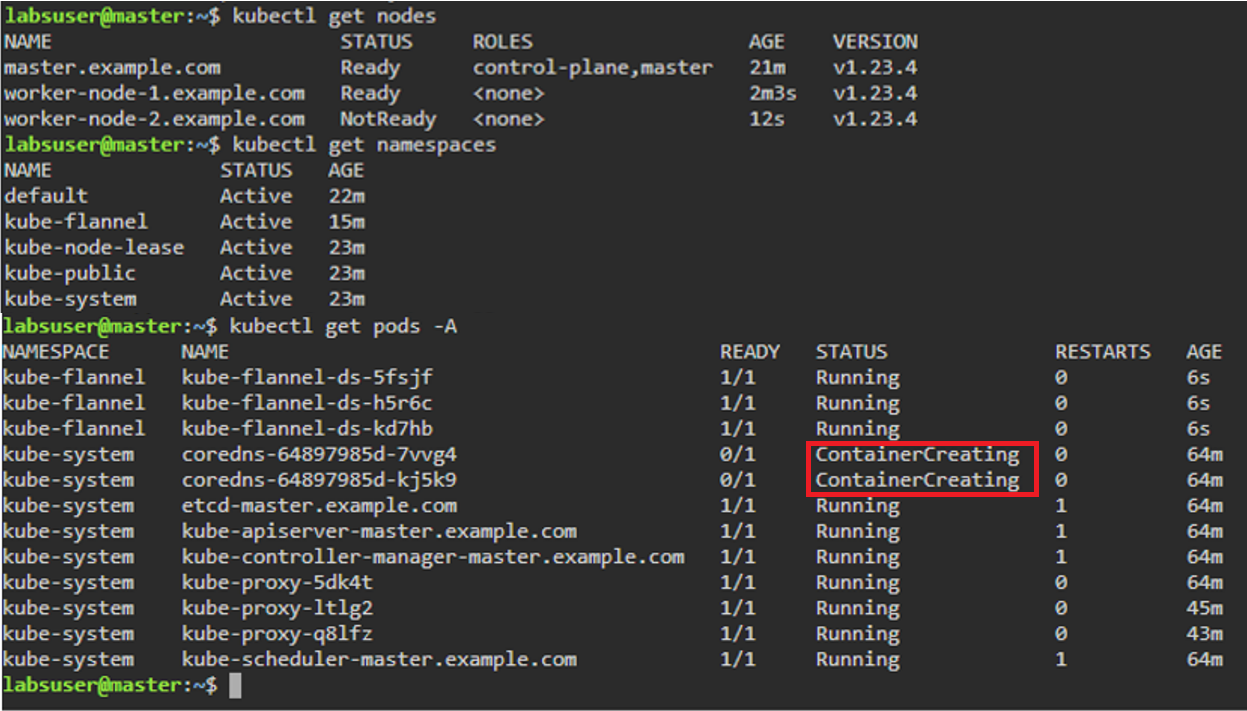 labsuser@master:~$ kubectl get nodes
NAME STATUS ROLES AGE VERSION
master.example.com Ready control-plane,master 21m v1.23.4
worker-node-1.example.com Ready <none> 2m3s v1.23.4
worker-node-2.example.com NotReady <none> 12s v1.23.4
labsuser@master:~$ kubectl get namespaces
NAME STATUS AGE
default Active 22m
kube-flannel Active 15m
kube-node-lease Active 23m
kube-public Active 23m
kube-system Active 23m
labsuser@master:~$ kubectl get pods -A
NAMESPACE NAME READY STATUS RESTARTS AGE
kube-flannel kube-flannel-ds-5fsjf 1/1 Running 0 6s
kube-flannel kube-flannel-ds-h5r6c 1/1 Running 0 6s
kube-flannel kube-flannel-ds-kd7hb 1/1 Running 0 6s
kube-system coredns-64897985d-7vvg4 0/1 ContainerCreating 0 64m
kube-system coredns-64897985d-kj5k9 0/1 ContainerCreating 0 64m
kube-system etcd-master.example.com 1/1 Running 1 64m
kube-system kube-apiserver-master.example.com 1/1 Running 1 64m
kube-system kube-controller-manager-master.example.com 1/1 Running 1 64m
kube-system kube-proxy-5dk4t 1/1 Running 0 64m
kube-system kube-proxy-ltlg2 1/1 Running 0 45m
kube-system kube-proxy-q8lfz 1/1 Running 0 43m
kube-system kube-scheduler-master.example.com 1/1 Running 1 64m
labsuser@master:~$